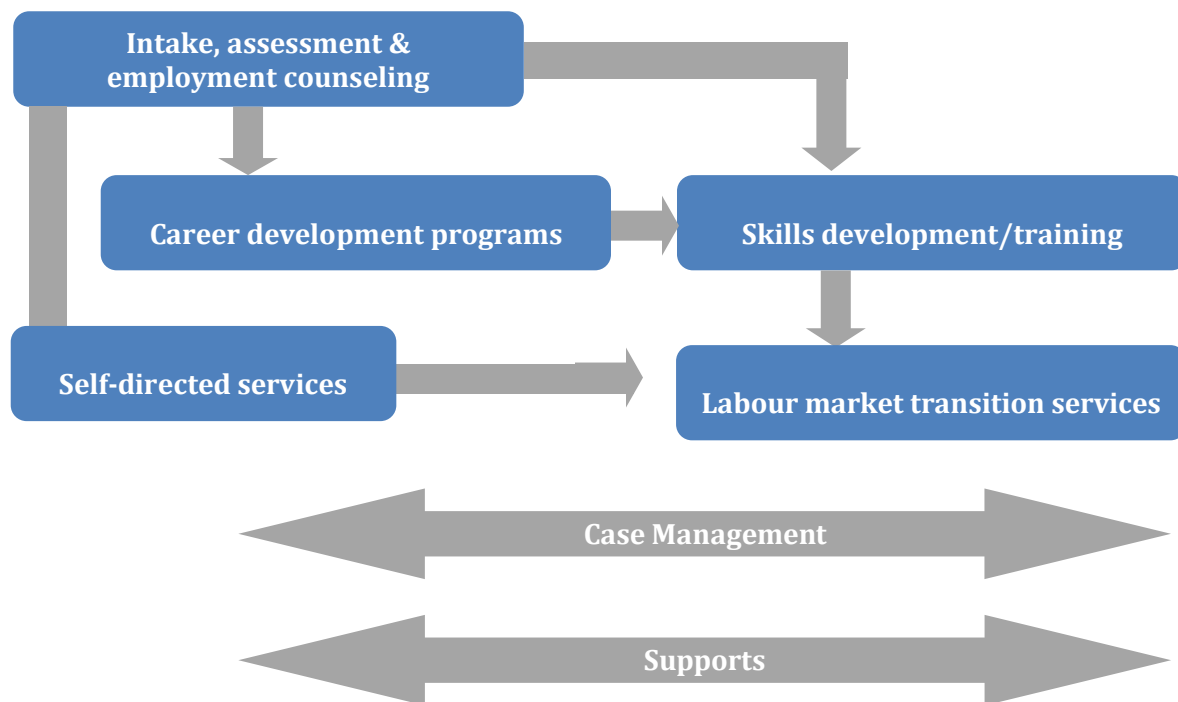 Intake, assessment &
employment counseling
Career development programs
Skills development/training
Self-directed services
Labour market transition services
Case Management
Supports